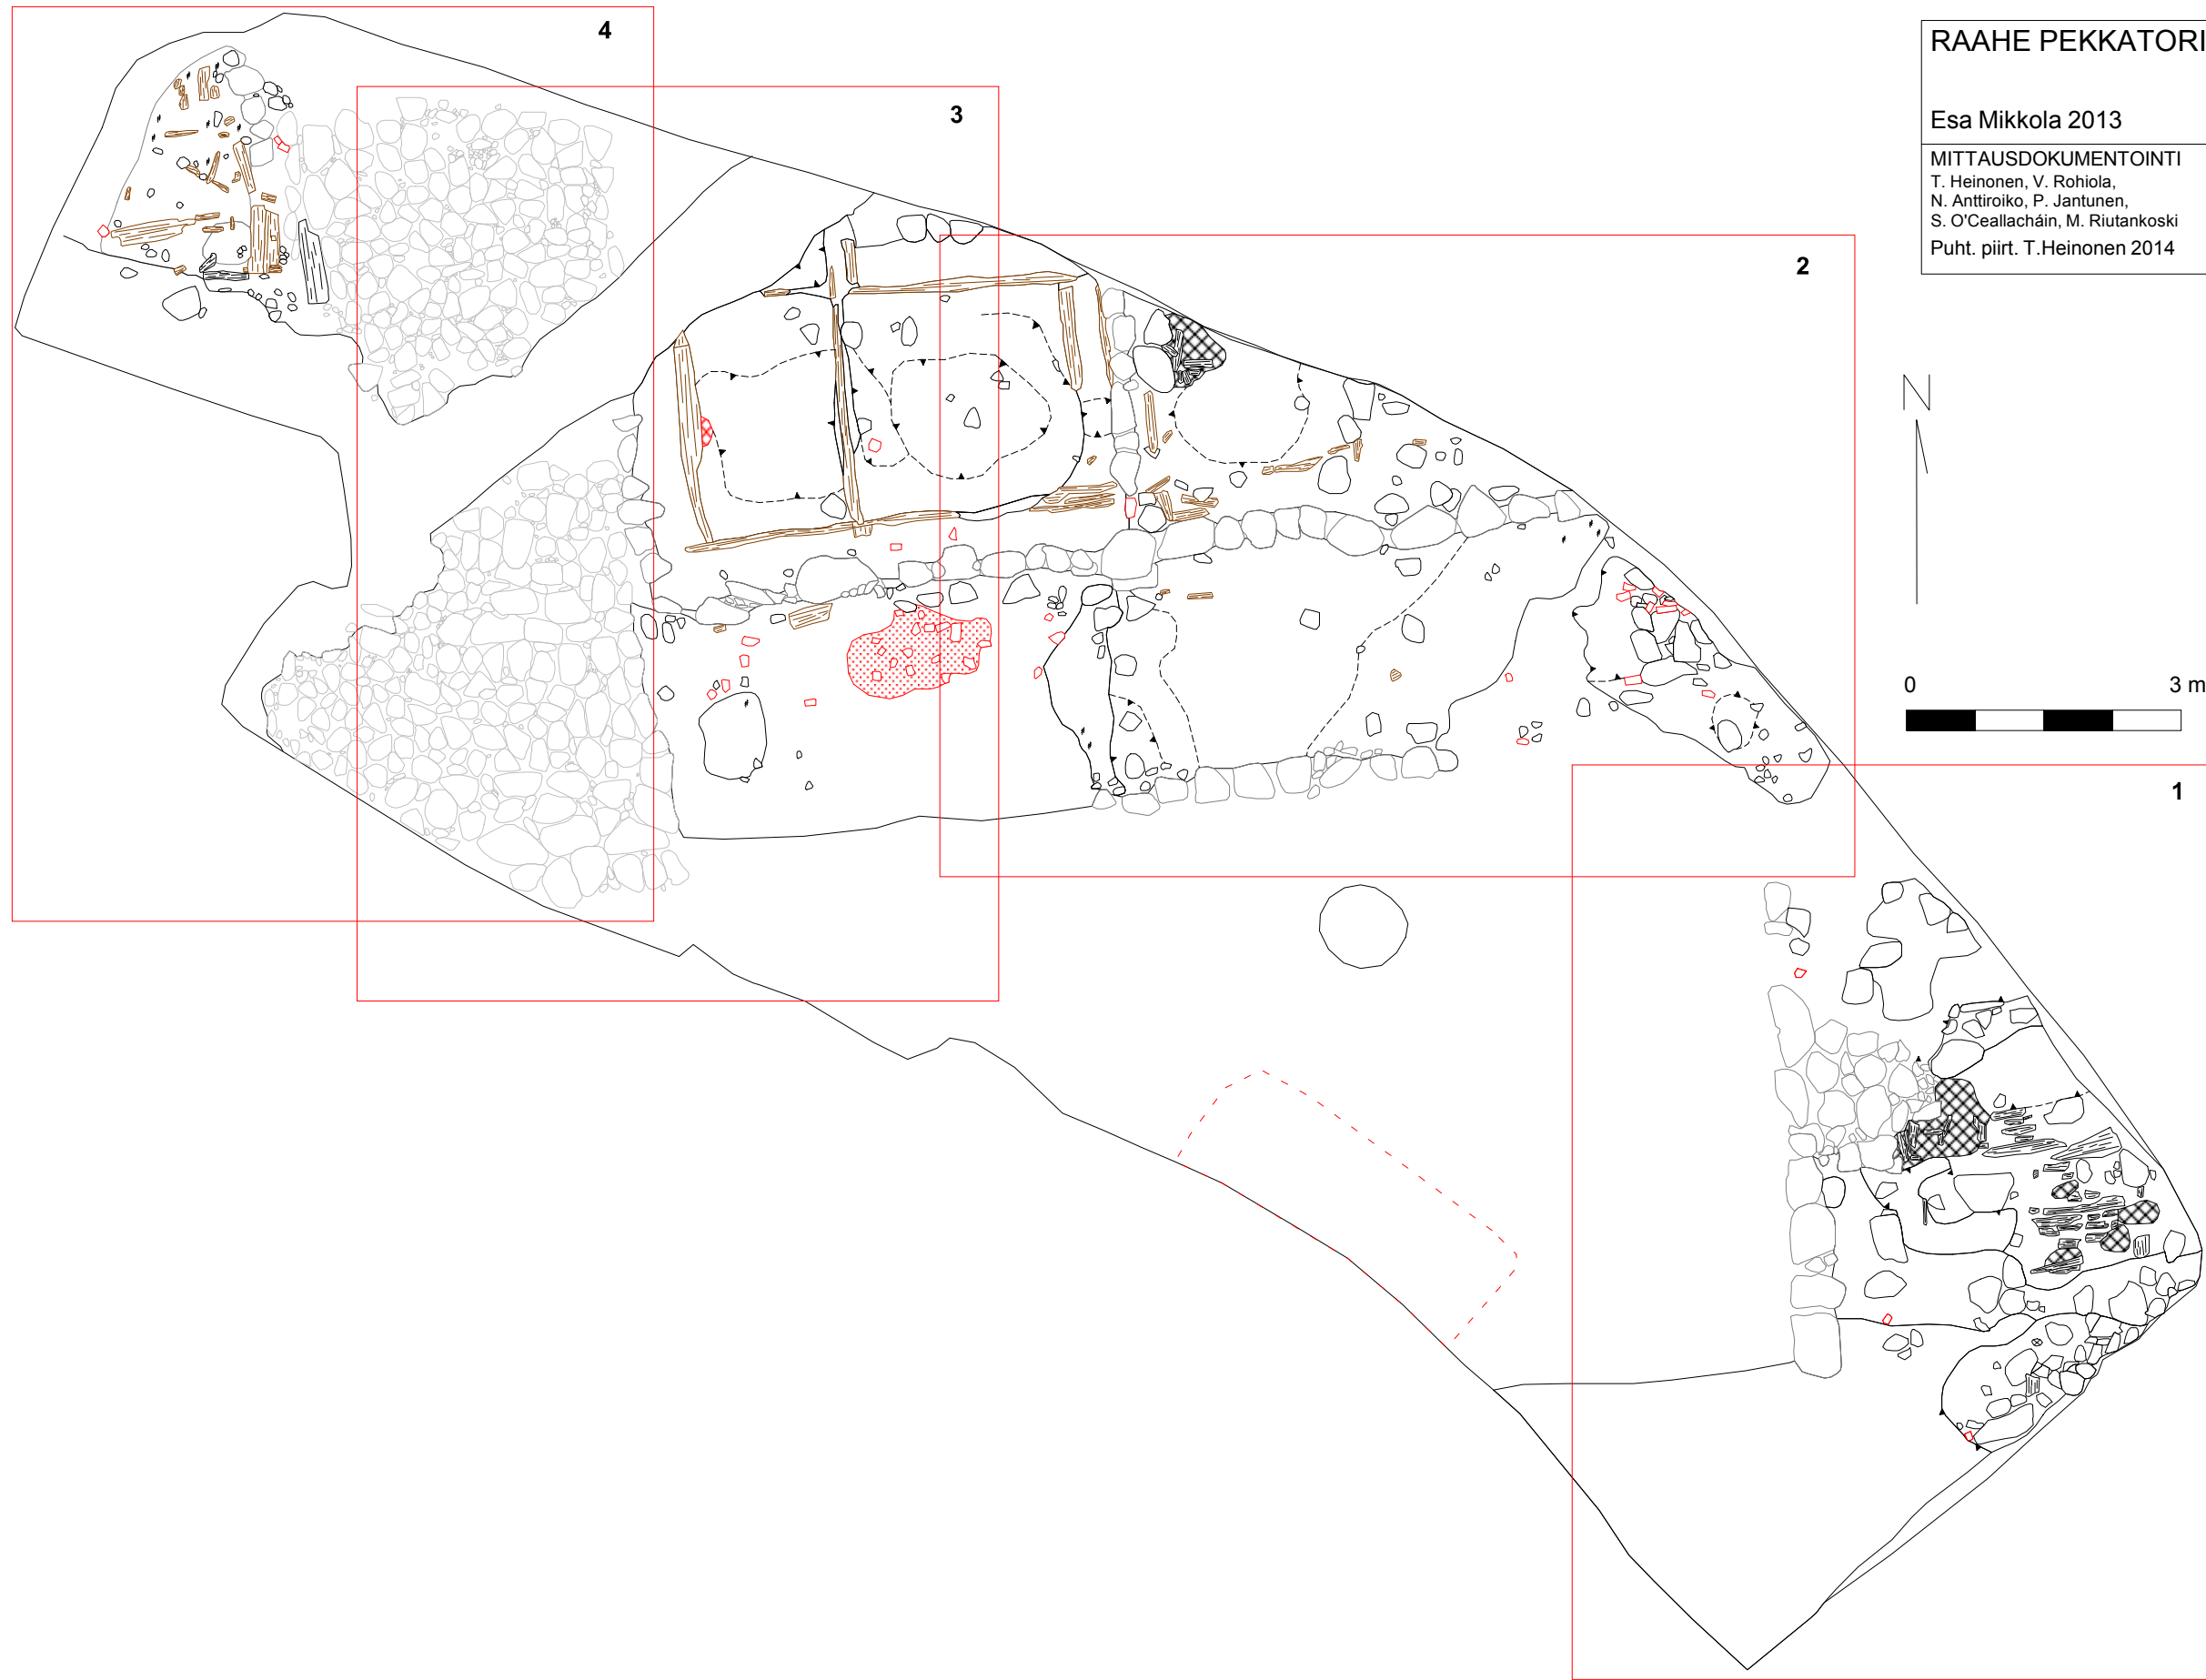 RAAHE PEKKATORI
Esa Mikkola 2013
MITTAUSDOKUMENTOINTI
T. Heinonen, V. Rohiola,
N. Anttiroiko, P. Jantunen,
S. O'Ceallacháin, M. Riutankoski
Puht. piirt. T.Heinonen 2014
4
3
2
N
0 3 m
1